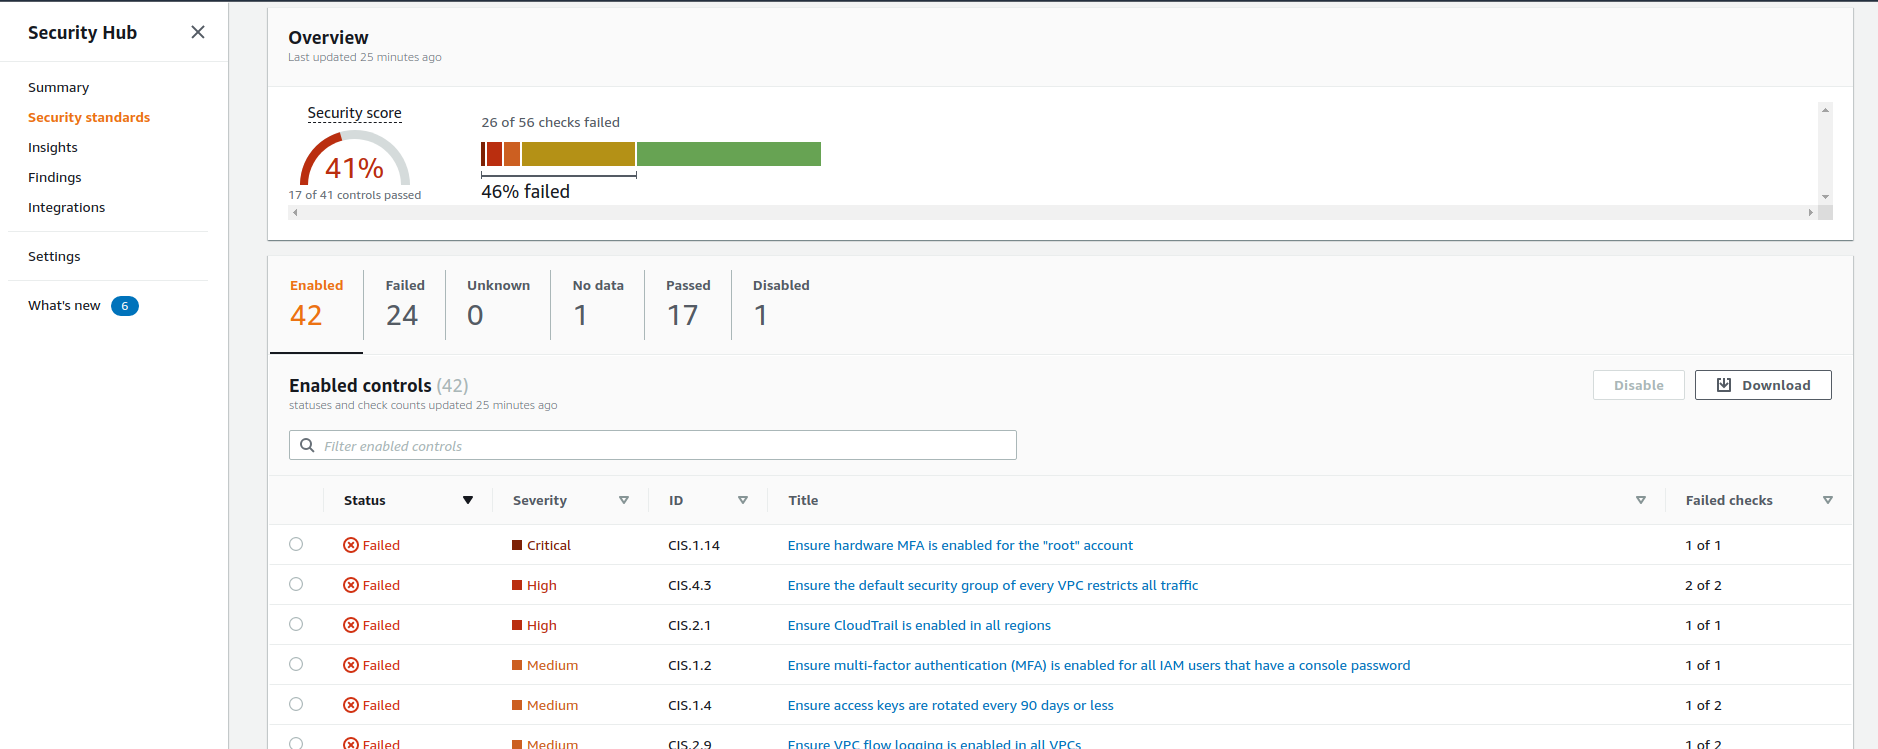 Security Hub
Summary
Security standards
Insights
Findings
Integrations
Settings
What's new 6
Overview
Last updated 25 minutes ago
Security score
41%
17 of 41 controls passed
26 of 56 checks failed
46% failed
Enabled Failed Unknown No data Passed Disabled
42 24 0 1 17 1
Enabled controls (42)
statuses and check counts updated 25 minutes ago
Disable Download
Filter enabled controls
Status Severity ID Title Failed checks
Failed Critical CIS.1.14 Ensure hardware MFA is enabled for the "root" account 1 of 1
Failed High CIS.4.3 Ensure the default security group of every VPC restricts all traffic 2 of 2
Failed High CIS.2.1 Ensure CloudTrail is enabled in all regions 1 of 1
Failed Medium CIS.1.2 Ensure multi-factor authentication (MFA) is enabled for all IAM users that have a console password 1 of 1
Failed Medium CIS.1.4 Ensure access keys are rotated every 90 days or less 1 of 2
Failed Medium CIS.2.9 Ensure VPC flow logging is enabled in all VPCs 1 of 2